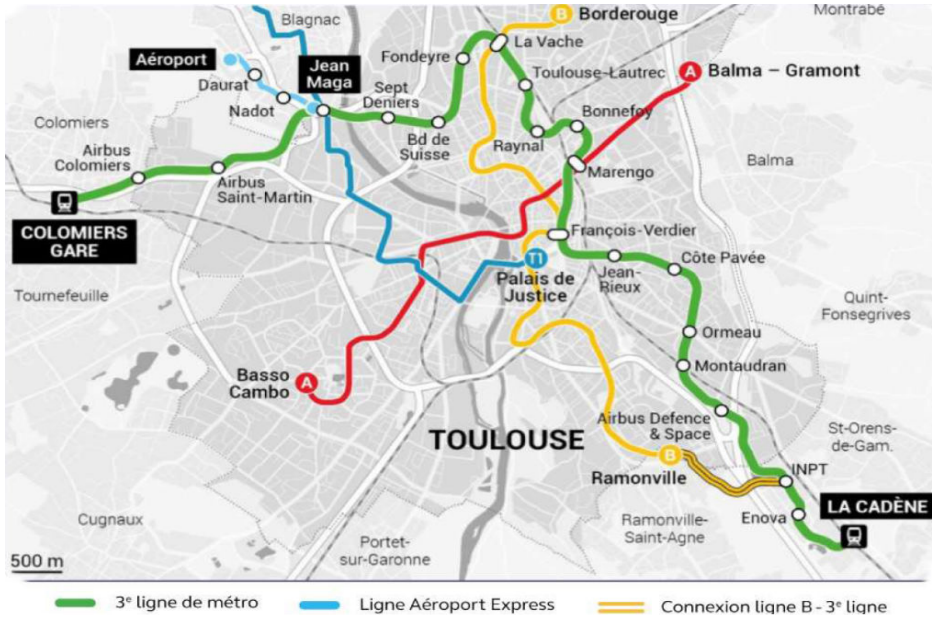 Blagnac
B
Borderouge
Montrabé
La Vache
Fondeyre
Aéroport
Jean
Maga
Toulouse-Lautrec
A
Balma – Gramont
Daurat
Nadot
Sept
Deniers
Bonnefoy
Colomiers
Bd de
Suisse
Raynal
Airbus
Colomiers
Balma
Marengo
Airbus
Saint-Martin
COLOMIERS
GARE
François-Verdier
T1
Palais de
Justice
Jean-
Rieux
Côte Pavée
Tournefeuille
Quint-
Fonsegrives
Ormeau
Montaudran
Basso
Cambo
A
Airbus Defence
& Space
TOULOUSE
St-Orens-
de-Gam.
B
Ramonville
INPT
LA CADÈNE
Enova
Cugnaux
Ramonville-
Saint-Agne
Portet-
sur-Garonne
500 m
3e ligne de métro
Ligne Aéroport Express
Connexion ligne B - 3e ligne